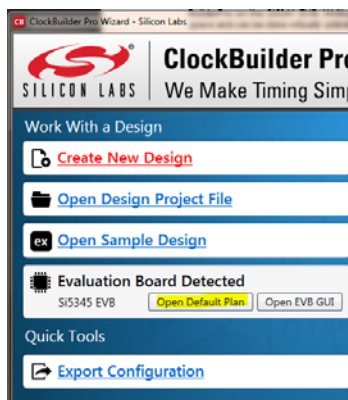 ClockBuilder Pro Wizard - Silicon Labs
SILICON LABS
ClockBuilder Pr
We Make Timing Simp
Work With a Design
Create New Design
Open Design Project File
ex Open Sample Design
Evaluation Board Detected
Si5345 EVB Open Default Plan Open EVB GUI
Quick Tools
Export Configuration